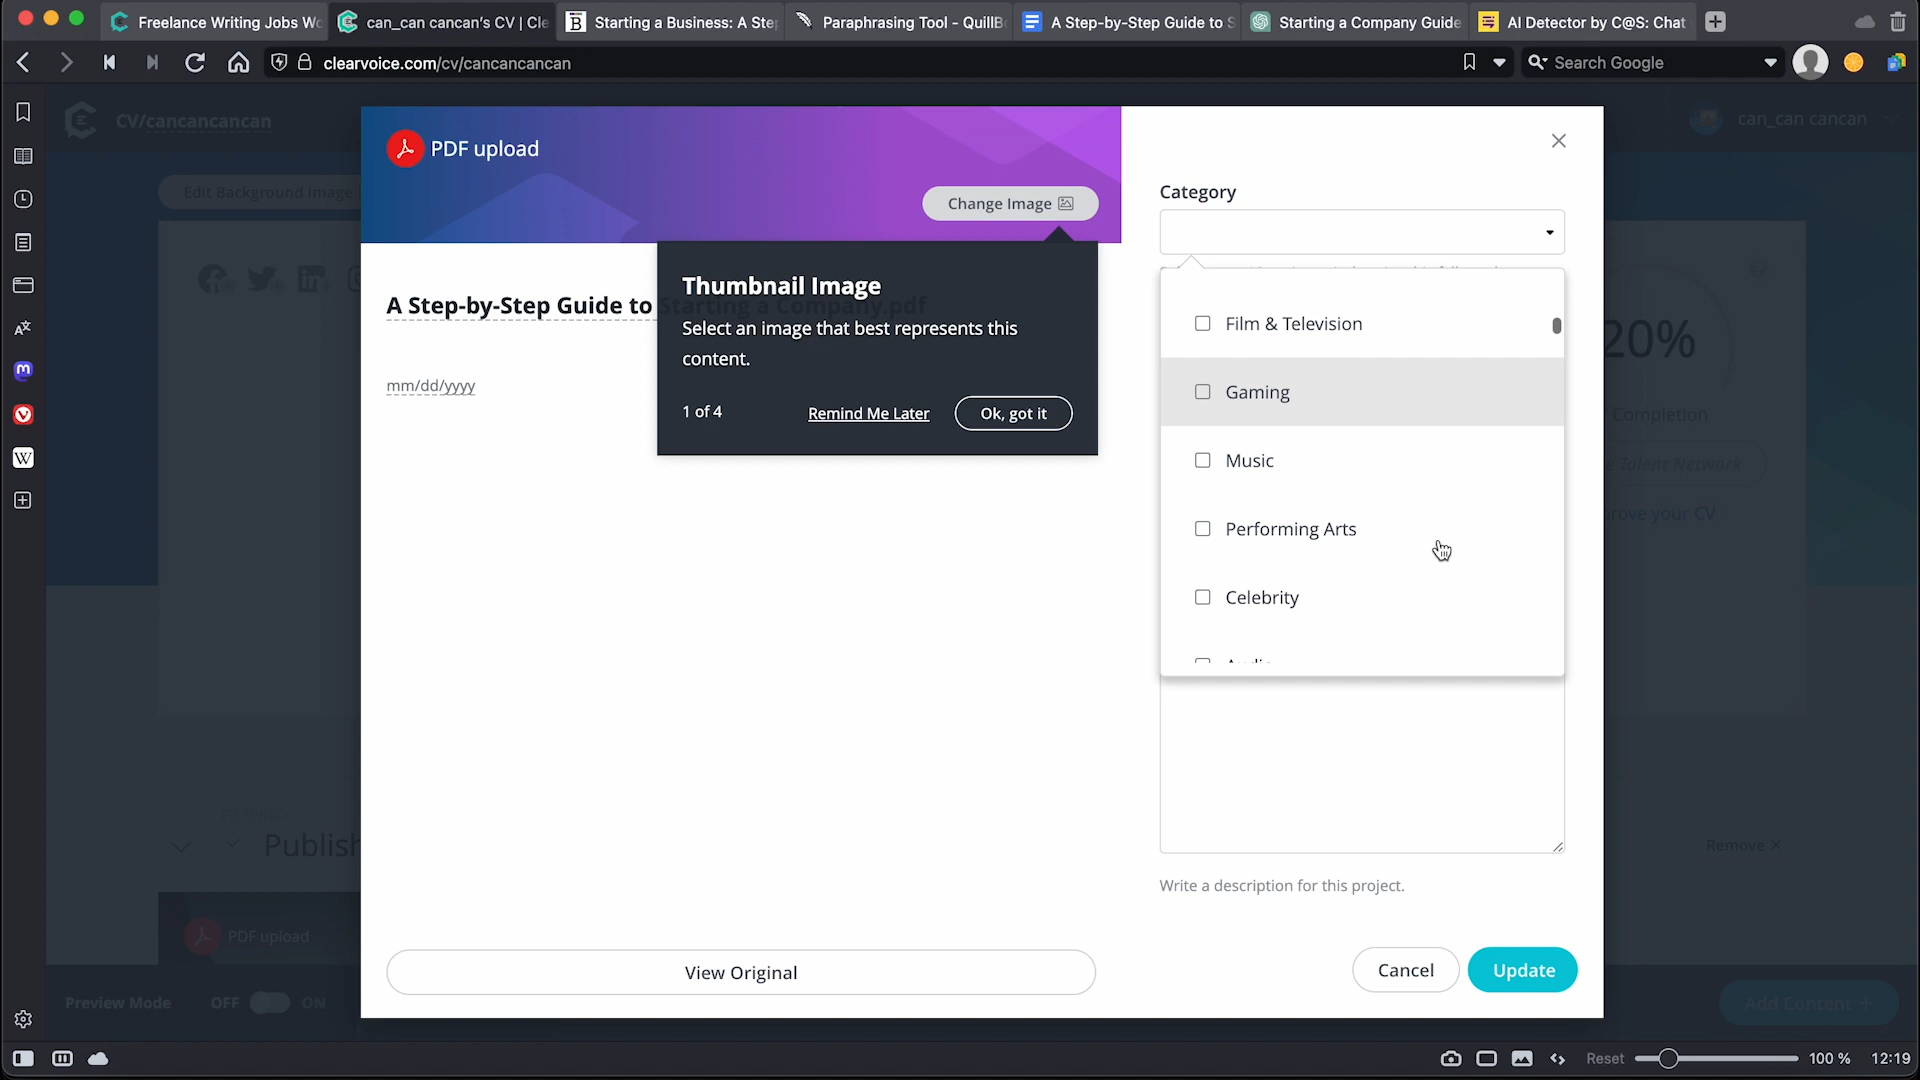 Freelance Writing Jobs Wo
can_can cancan's CV | Cle
Starting a Business: A Step
Paraphrasing Tool - QuillB
A Step-by-Step Guide to S
Starting a Company Guide
AI Detector by C@S: Chat
clearvoice.com/cv/cancancancan
Search Google
CV/cancancancan
can_can cancan
Edit Background Image
PDF upload
Change Image
Category
Thumbnail Image
Select an image that best represents this
content.
1 of 4
Remind Me Later
Ok, got it
A Step-by-Step Guide to Starting a Company.pdf
mm/dd/yyyy
Film & Television
Gaming
Music
Performing Arts
Celebrity
20%
Completion
Talent Network
your CV
Write a description for this project.
Publish
Remove
PDF upload
View Original
Cancel
Update
Preview Mode
OFF
ON
Add Content +
Reset
100 %
12:19